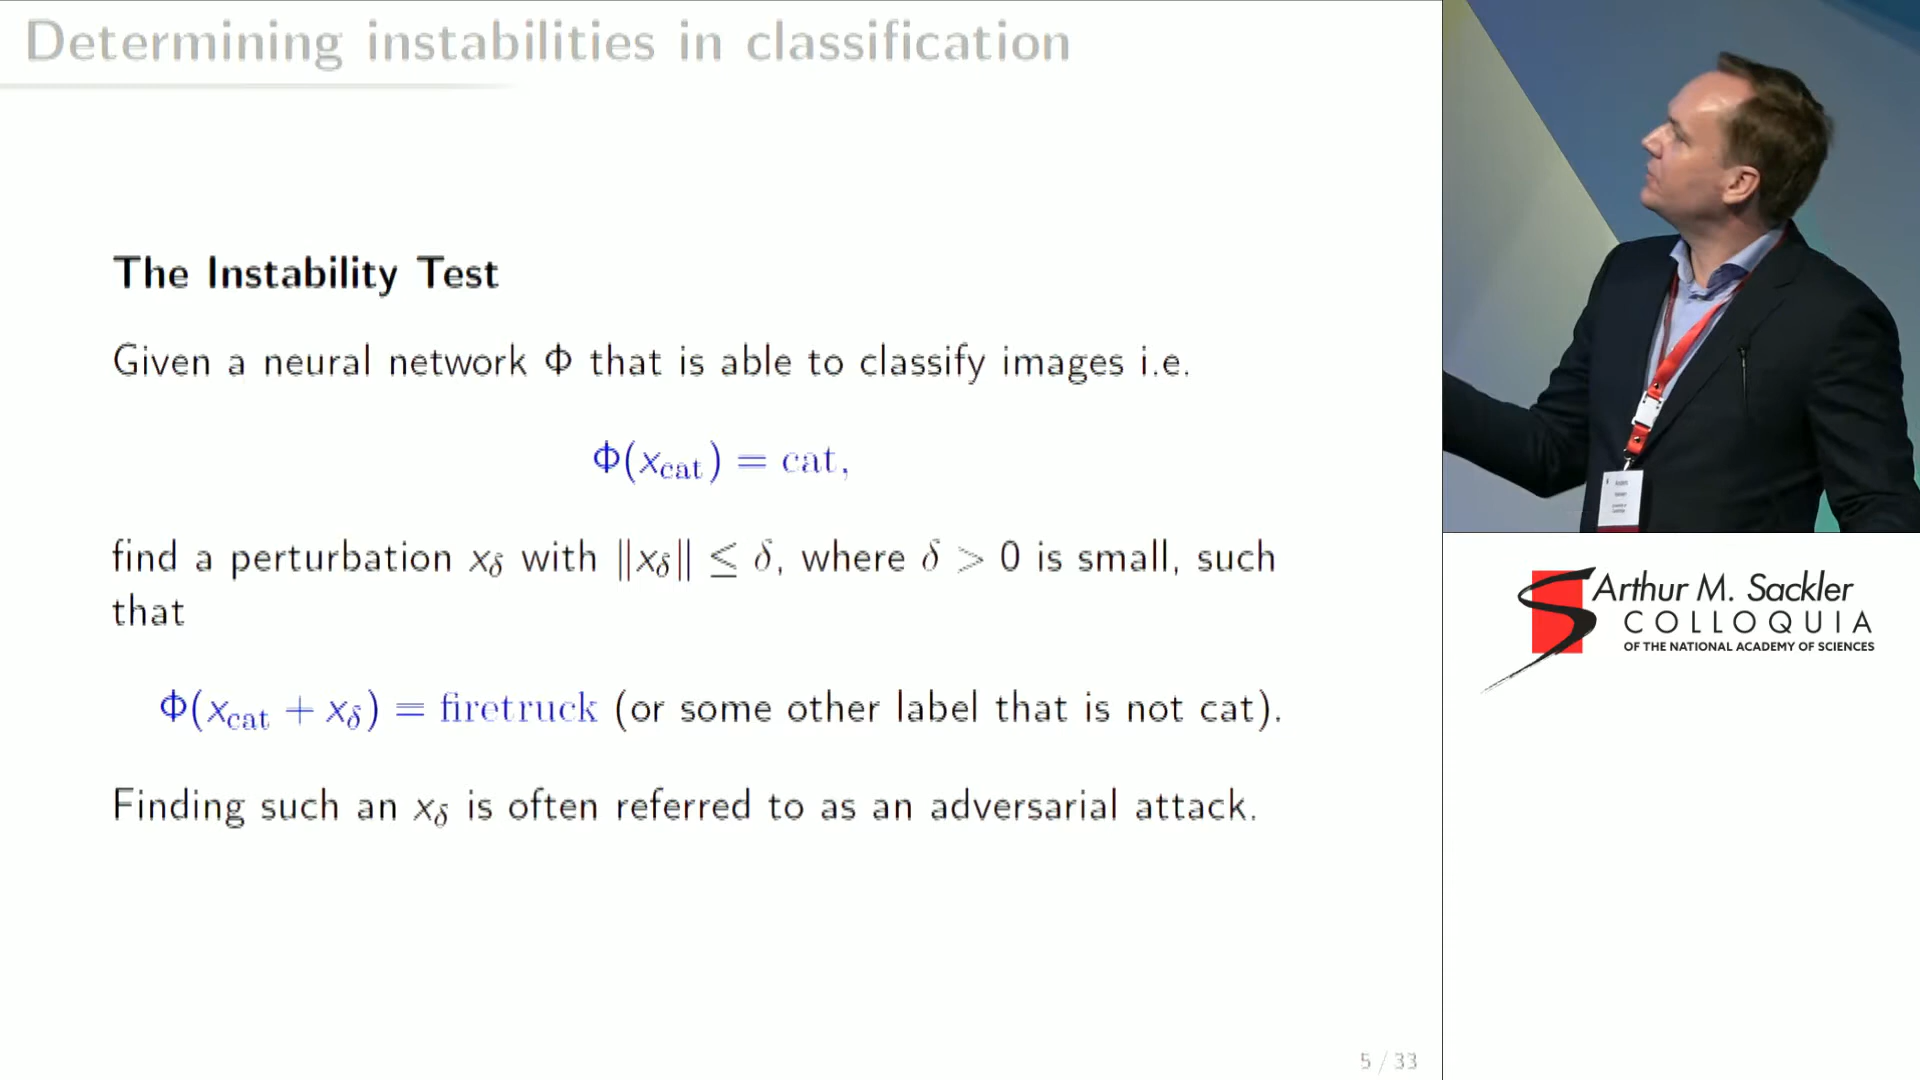 Determining instabilities in classification
The Instability Test
Given a neural network Φ that is able to classify images i.e.
Φ(x_cat) = cat,
find a perturbation x_δ with ‖x_δ‖ ≤ δ, where δ > 0 is small, such
that
Φ(x_cat + x_δ) = firetruck (or some other label that is not cat).
Finding such an x_δ is often referred to as an adversarial attack.
5 / 33
Arthur M. Sackler
COLLOQUIA
OF THE NATIONAL ACADEMY OF SCIENCES